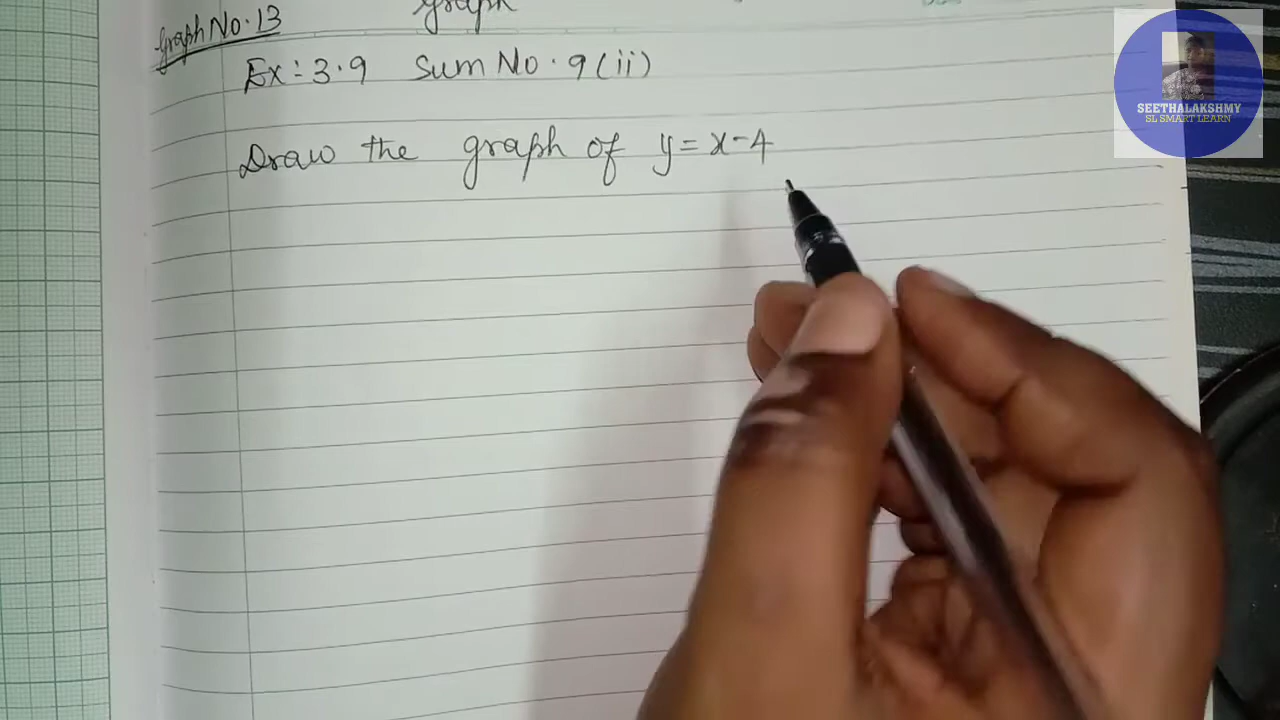 Graph No. 13
graph
Ex:- 3.9 Sum No. 9(ii)
Draw the graph of y = x-4
SEETHALAKSHMY
SL SMART LEARN